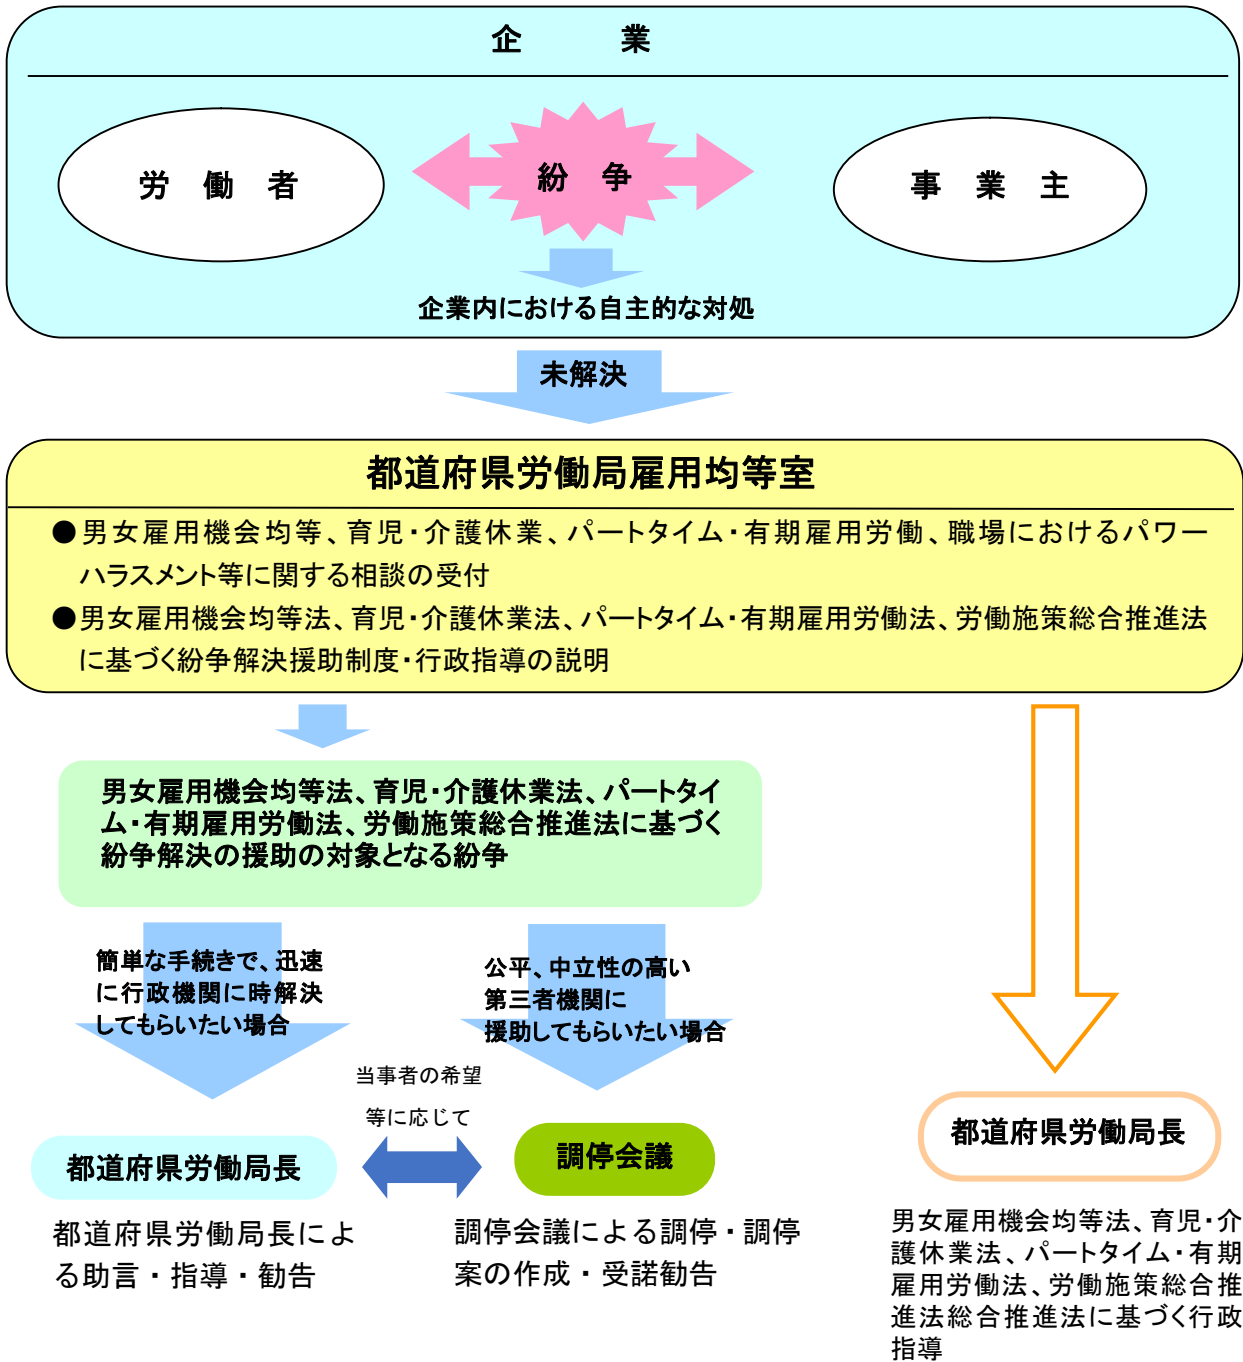 企　業
労　働　者
紛　争
事　業　主
企業内における自主的な対処
未解決
都道府県労働局雇用均等室
●男女雇用機会均等、育児・介護休業、パートタイム・有期雇用労働、職場におけるパワー
ハラスメント等に関する相談の受付
●男女雇用機会均等法、育児・介護休業法、パートタイム・有期雇用労働法、労働施策総合推進法
に基づく紛争解決援助制度・行政指導の説明
男女雇用機会均等法、育児・介護休業法、パートタイ
ム・有期雇用労働法、労働施策総合推進法に基づく
紛争解決の援助の対象となる紛争
簡単な手続きで、迅速
に行政機関に時解決
してもらいたい場合
公平、中立性の高い
第三者機関に
援助してもらいたい場合
当事者の希望
等に応じて
都道府県労働局長
調停会議
都道府県労働局長
都道府県労働局長によ
る助言・指導・勧告
調停会議による調停・調停
案の作成・受諾勧告
男女雇用機会均等法、育児・介
護休業法、パートタイム・有期
雇用労働法、労働施策総合推
進法総合推進法に基づく行政
指導